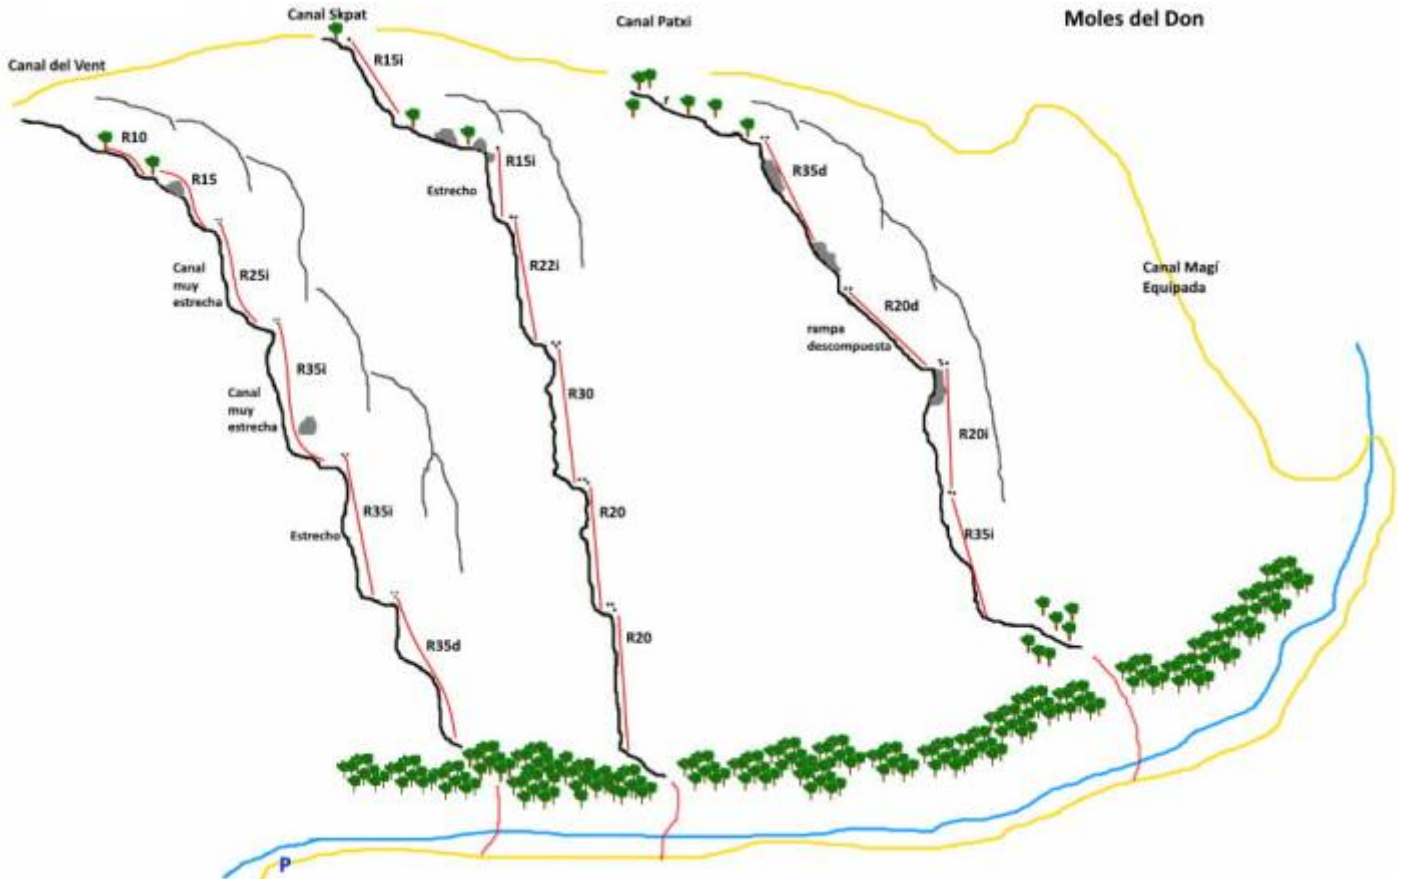 Canal Skpat
Canal Patxi
Moles del Don
Canal del Vent
R15i
R10
R15
R15i
Estrecho
R35d
Canal
muy
estrecha
R25i
R22i
Canal Magí
Equipada
R20d
rampa
descompuesta
R35i
R30
Canal
muy
estrecha
R20i
R35i
Estrecho
R20
R35i
R35d
R20
P